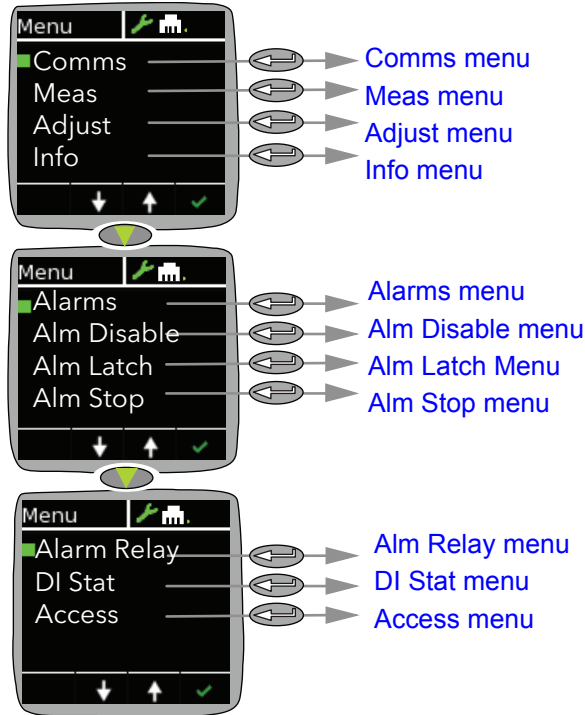 Menu
Comms Comms menu
Meas Meas menu
Adjust Adjust menu
Info Info menu
Menu
Alarms Alarms menu
Alm Disable Alm Disable menu
Alm Latch Alm Latch Menu
Alm Stop Alm Stop menu
Menu
Alarm Relay Alm Relay menu
DI Stat DI Stat menu
Access Access menu